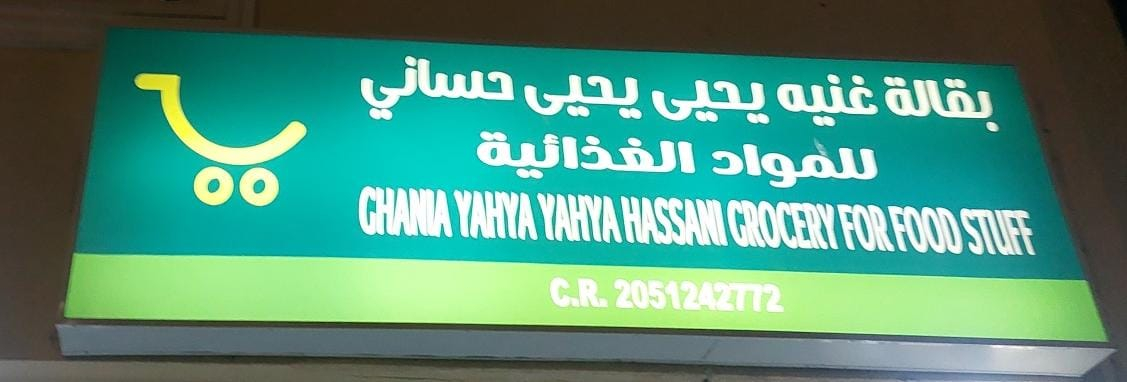 بقالة غنيه يحيى يحيى حساني
للمواد الغذائية
GHANIA YAHYA YAHYA HASSANI GROCERY FOR FOOD STUFF
C.R. 2051242772